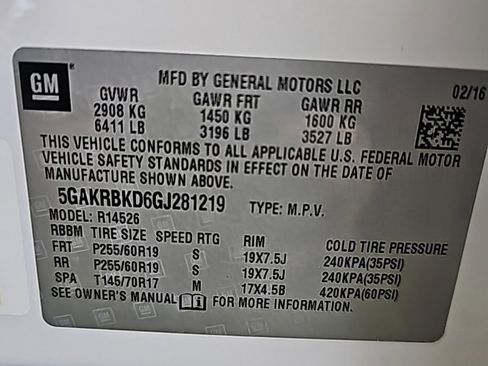 GM
MFD BY GENERAL MOTORS LLC
02/16
GVWR GAWR FRT GAWR RR
2908 KG 1450 KG 1600 KG
6411 LB 3196 LB 3527 LB
THIS VEHICLE CONFORMS TO ALL APPLICABLE U.S. FEDERAL MOTOR
VEHICLE SAFETY STANDARDS IN EFFECT ON THE DATE OF
MANUFACTURE SHOWN ABOVE.
5GAKRBKD6GJ281219 TYPE: M.P.V.
MODEL: R14526
RBBM TIRE SIZE SPEED RTG RIM COLD TIRE PRESSURE
FRT P255/60R19 S 19X7.5J 240KPA(35PSI)
RR P255/60R19 S 19X7.5J 240KPA(35PSI)
SPA T145/70R17 M 17X4.5B 420KPA(60PSI)
SEE OWNER'S MANUAL FOR MORE INFORMATION